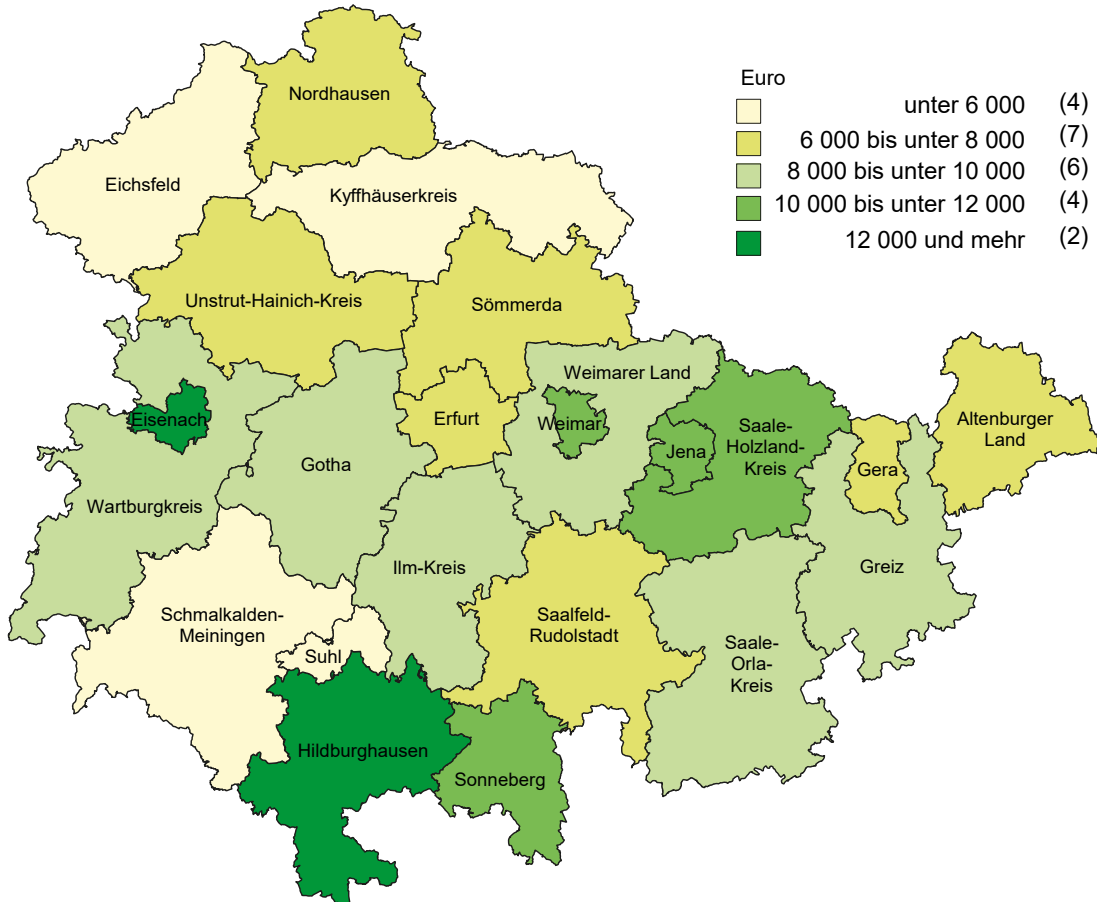 Euro
unter 6 000 (4)
6 000 bis unter 8 000 (7)
8 000 bis unter 10 000 (6)
10 000 bis unter 12 000 (4)
12 000 und mehr (2)
Nordhausen
Eichsfeld
Kyffhäuserkreis
Unstrut-Hainich-Kreis
Sömmerda
Weimarer Land
Eisenach
Erfurt
Weimar
Saale-
Holzland-
Kreis
Jena
Altenburger
Land
Gera
Gotha
Wartburgkreis
Ilm-Kreis
Greiz
Schmalkalden-
Meiningen
Saalfeld-
Rudolstadt
Suhl
Saale-
Orla-
Kreis
Hildburghausen
Sonneberg